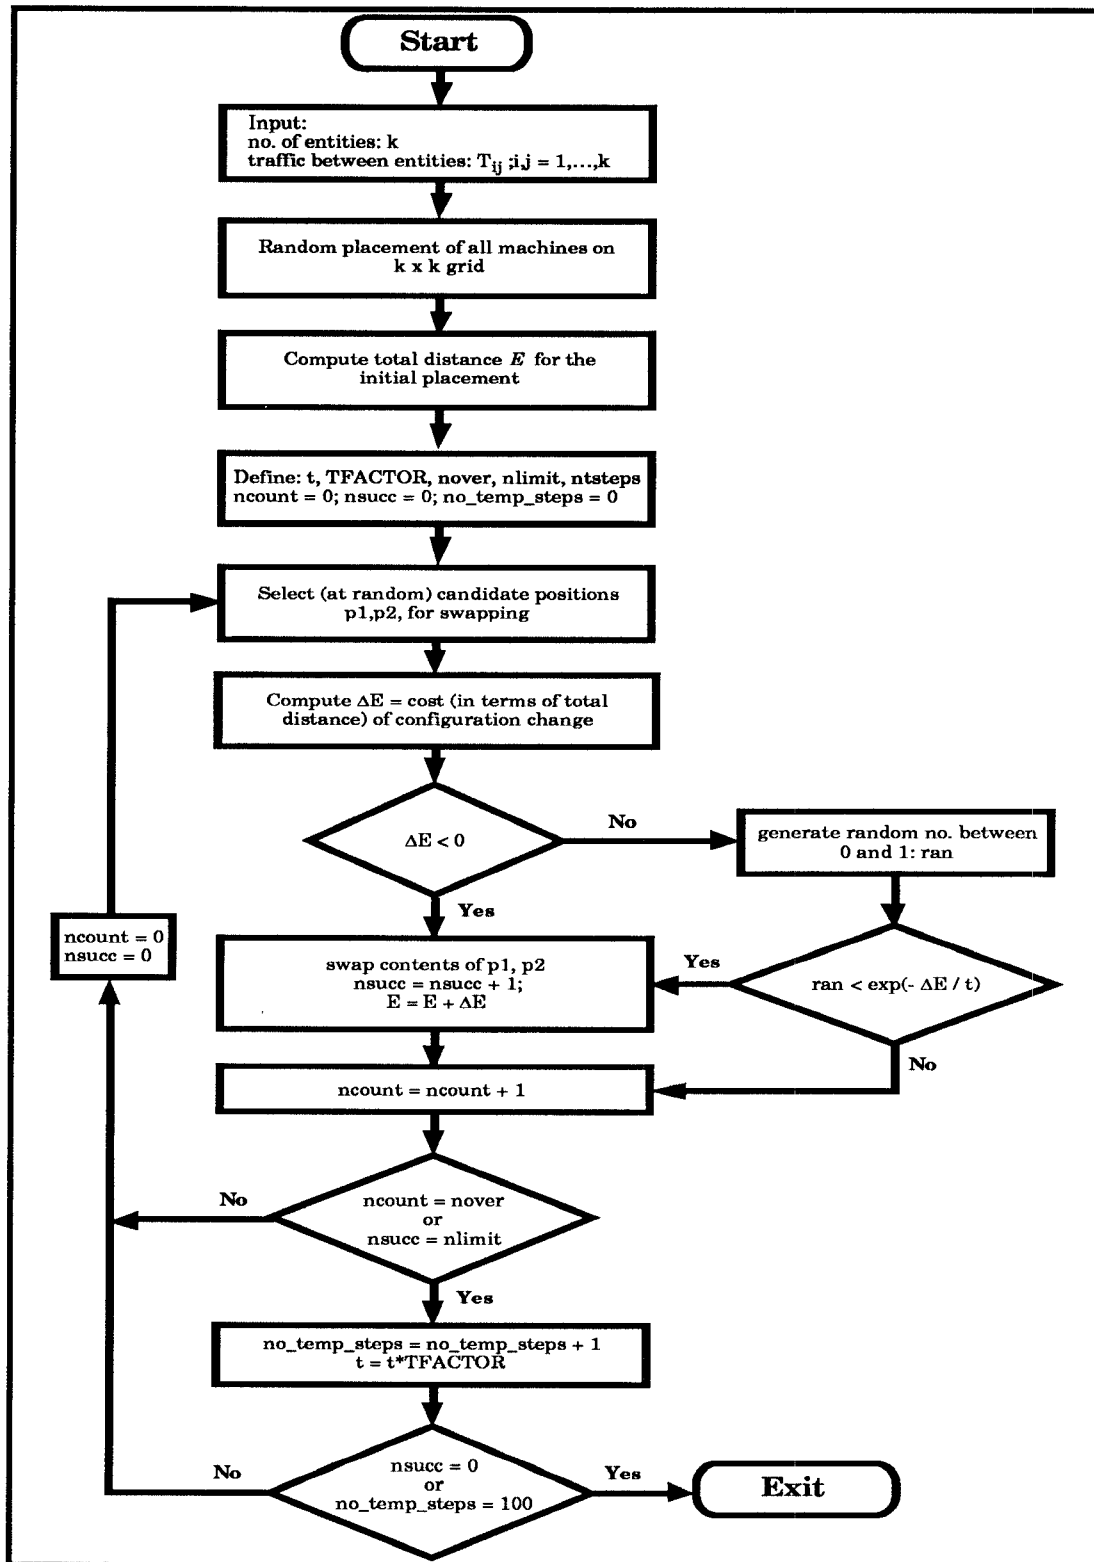 Start
Input:
no. of entities: k
traffic between entities: Tij ;i,j = 1,...,k
Random placement of all machines on
k x k grid
Compute total distance E for the
initial placement
Define: t, TFACTOR, nover, nlimit, ntsteps
ncount = 0; nsucc = 0; no_temp_steps = 0
Select (at random) candidate positions
p1,p2, for swapping
Compute ΔE = cost (in terms of total
distance) of configuration change
ΔE < 0
No
generate random no. between
0 and 1: ran
Yes
ncount = 0
nsucc = 0
swap contents of p1, p2
nsucc = nsucc + 1;
E = E + ΔE
Yes
ran < exp(- ΔE / t)
No
ncount = ncount + 1
No
ncount = nover
or
nsucc = nlimit
Yes
no_temp_steps = no_temp_steps + 1
t = t*TFACTOR
No
nsucc = 0
or
no_temp_steps = 100
Yes
Exit